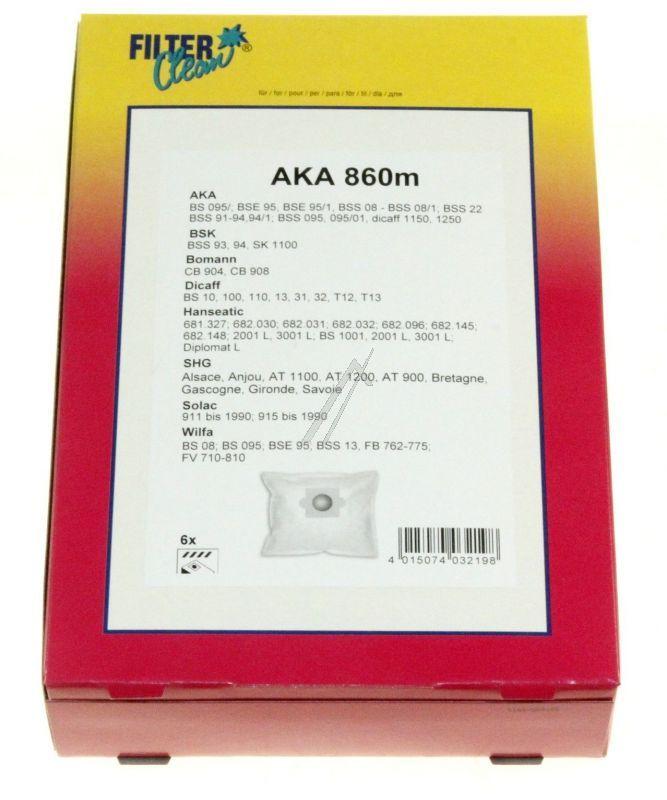 FILTER
Clean ®
für / for / pour / per / para / för / til / dla / для
AKA 860m
AKA
BS 095/; BSE 95, BSE 95/1, BSS 08 - BSS 08/1; BSS 22
BSS 91-94,94/1; BSS 095, 095/01, dicaff 1150, 1250
BSK
BSS 93, 94, SK 1100
Bomann
CB 904, CB 908
Dicaff
BS 10, 100, 110, 13, 31, 32, T12, T13
Hanseatic
681.327; 682.030; 682.031; 682.032; 682.096; 682.145;
682.148; 2001 L, 3001 L; BS 1001, 2001 L, 3001 L;
Diplomat L
SHG
Alsace, Anjou, AT 1100, AT 1200, AT 900, Bretagne,
Gascogne, Gironde, Savoie
Solac
911 bis 1990; 915 bis 1990
Wilfa
BS 08; BS 095; BSE 95, BSS 13, FB 762-775;
FV 710-810
6x
4 015074 032198